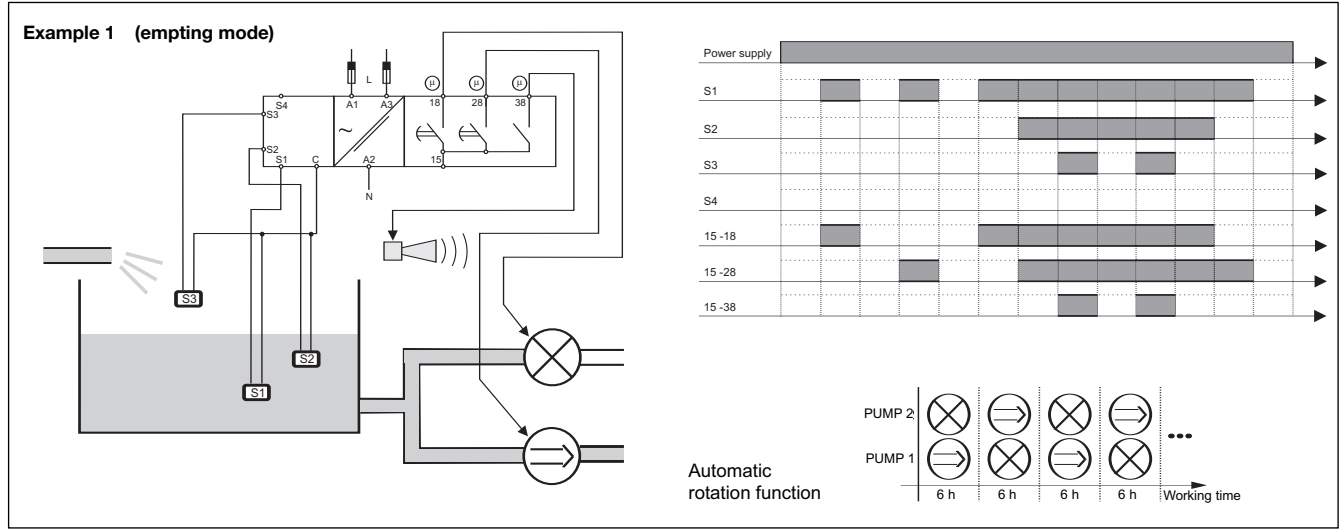 Example 1 (empting mode)
L
μ μ μ
S4 A1 A3 18 28 38
S3
~
S2
S1 C A2 15
N
S3
S2
S1
Power supply
S1
S2
S3
S4
15 -18
15 -28
15 -38
PUMP 2
PUMP 1
...
Automatic
rotation function
6 h 6 h 6 h 6 h Working time